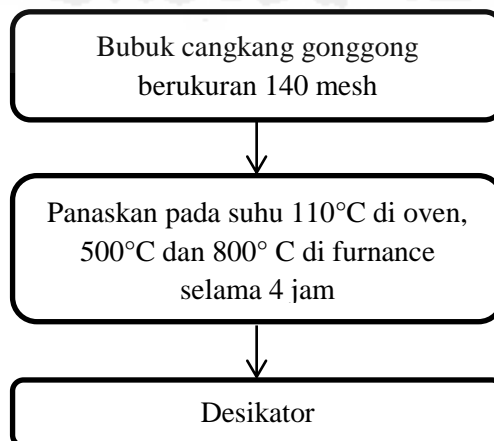 Bubuk cangkang gonggong
berukuran 140 mesh
Panaskan pada suhu 110°C di oven,
500°C dan 800° C di furnance
selama 4 jam
Desikator